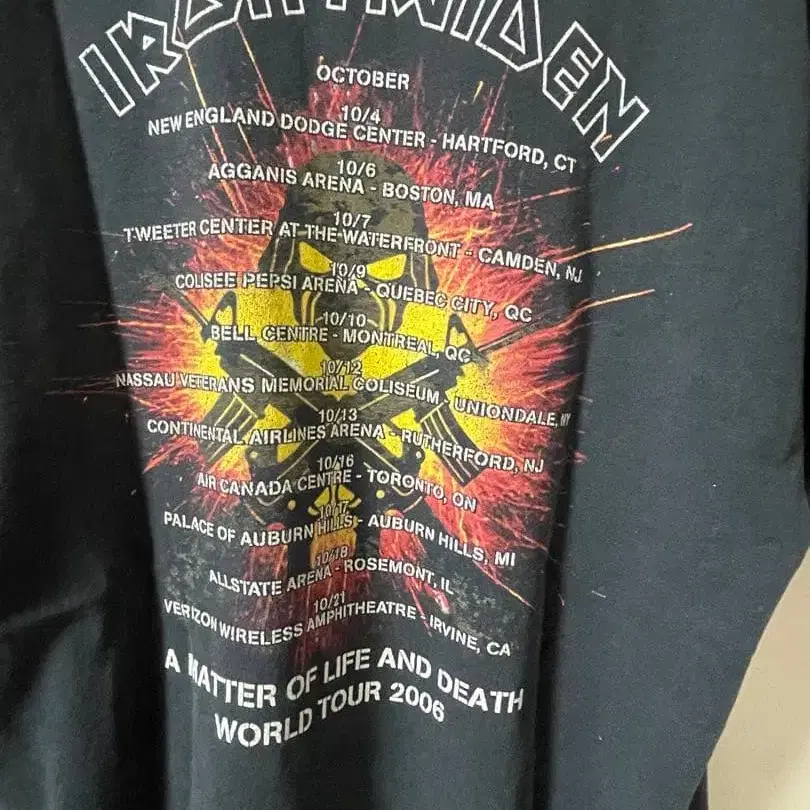 IRON MAIDEN
OCTOBER
10/4
NEW ENGLAND DODGE CENTER - HARTFORD, CT
10/6
AGGANIS ARENA - BOSTON, MA
10/7
TWEETER CENTER AT THE WATERFRONT - CAMDEN, NJ
10/9
COLISEE PEPSI ARENA - QUEBEC CITY, QC
10/10
BELL CENTRE - MONTREAL, QC
10/12
NASSAU VETERANS MEMORIAL COLISEUM - UNIONDALE, NY
10/13
CONTINENTAL AIRLINES ARENA - RUTHERFORD, NJ
10/16
AIR CANADA CENTRE - TORONTO, ON
10/17
PALACE OF AUBURN HILLS - AUBURN HILLS, MI
10/18
ALLSTATE ARENA - ROSEMONT, IL
10/21
VERIZON WIRELESS AMPHITHEATRE - IRVINE, CA
A MATTER OF LIFE AND DEATH
WORLD TOUR 2006